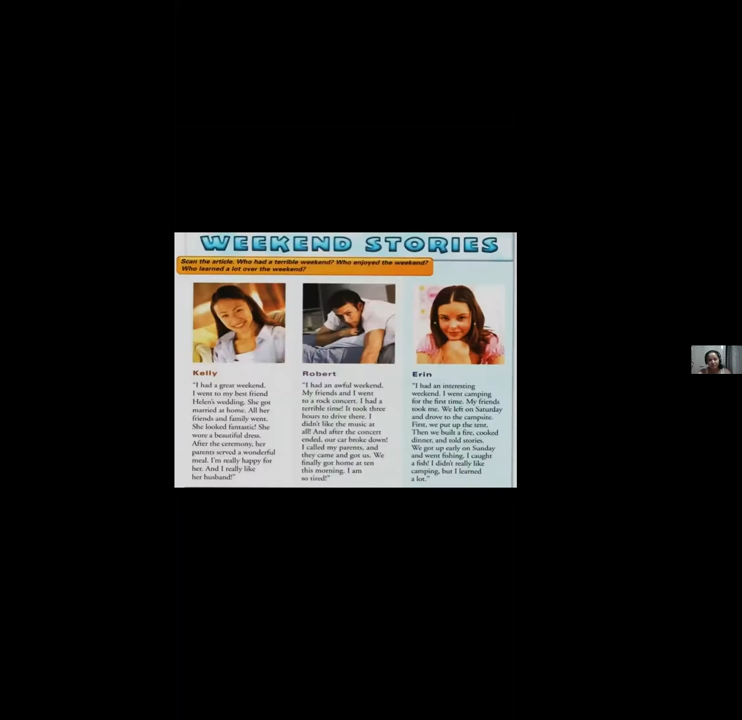 WEEKEND STORIES
Scan the article. Who had a terrible weekend? Who enjoyed the weekend?
Who learned a lot over the weekend?
Kelly
"I had a great weekend.
I went to my best friend
Helen's wedding. She got
married at home. All her
friends and family went.
She looked fantastic! She
wore a beautiful dress.
After the ceremony, her
parents served a wonderful
meal. I'm really happy for
her. And I really like
her husband!"
Robert
"I had an awful weekend.
My friends and I went
to a rock concert. I had a
terrible time! It took three
hours to drive there. I
didn't like the music at
all! And after the concert
ended, our car broke down!
I called my parents, and
they came and got us. We
finally got home at ten
this morning. I am
so tired!"
Erin
"I had an interesting
weekend. I went camping
for the first time. My friends
took me. We left on Saturday
and drove to the campsite.
First, we put up the tent.
Then we built a fire, cooked
dinner, and told stories.
We got up early on Sunday
and went fishing. I caught
a fish! I didn't really like
camping, but I learned
a lot."